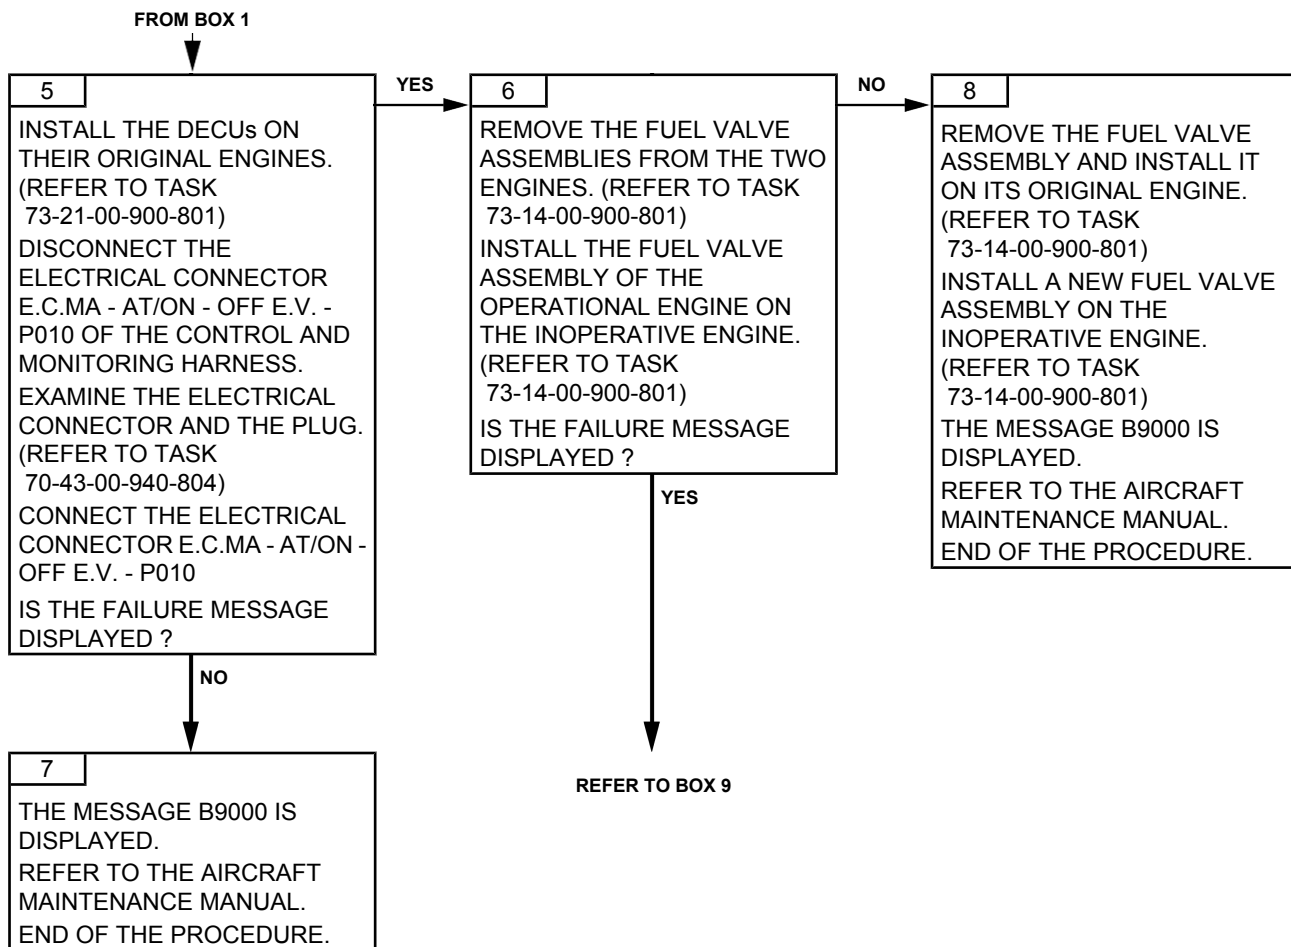 FROM BOX 1
5
INSTALL THE DECUs ON
THEIR ORIGINAL ENGINES.
(REFER TO TASK
73-21-00-900-801)
DISCONNECT THE
ELECTRICAL CONNECTOR
E.C.MA - AT/ON - OFF E.V. -
P010 OF THE CONTROL AND
MONITORING HARNESS.
EXAMINE THE ELECTRICAL
CONNECTOR AND THE PLUG.
(REFER TO TASK
70-43-00-940-804)
CONNECT THE ELECTRICAL
CONNECTOR E.C.MA - AT/ON -
OFF E.V. - P010
IS THE FAILURE MESSAGE
DISPLAYED ?
YES
NO
6
REMOVE THE FUEL VALVE
ASSEMBLIES FROM THE TWO
ENGINES. (REFER TO TASK
73-14-00-900-801)
INSTALL THE FUEL VALVE
ASSEMBLY OF THE
OPERATIONAL ENGINE ON
THE INOPERATIVE ENGINE.
(REFER TO TASK
73-14-00-900-801)
IS THE FAILURE MESSAGE
DISPLAYED ?
NO
YES
REFER TO BOX 9
8
REMOVE THE FUEL VALVE
ASSEMBLY AND INSTALL IT
ON ITS ORIGINAL ENGINE.
(REFER TO TASK
73-14-00-900-801)
INSTALL A NEW FUEL VALVE
ASSEMBLY ON THE
INOPERATIVE ENGINE.
(REFER TO TASK
73-14-00-900-801)
THE MESSAGE B9000 IS
DISPLAYED.
REFER TO THE AIRCRAFT
MAINTENANCE MANUAL.
END OF THE PROCEDURE.
7
THE MESSAGE B9000 IS
DISPLAYED.
REFER TO THE AIRCRAFT
MAINTENANCE MANUAL.
END OF THE PROCEDURE.